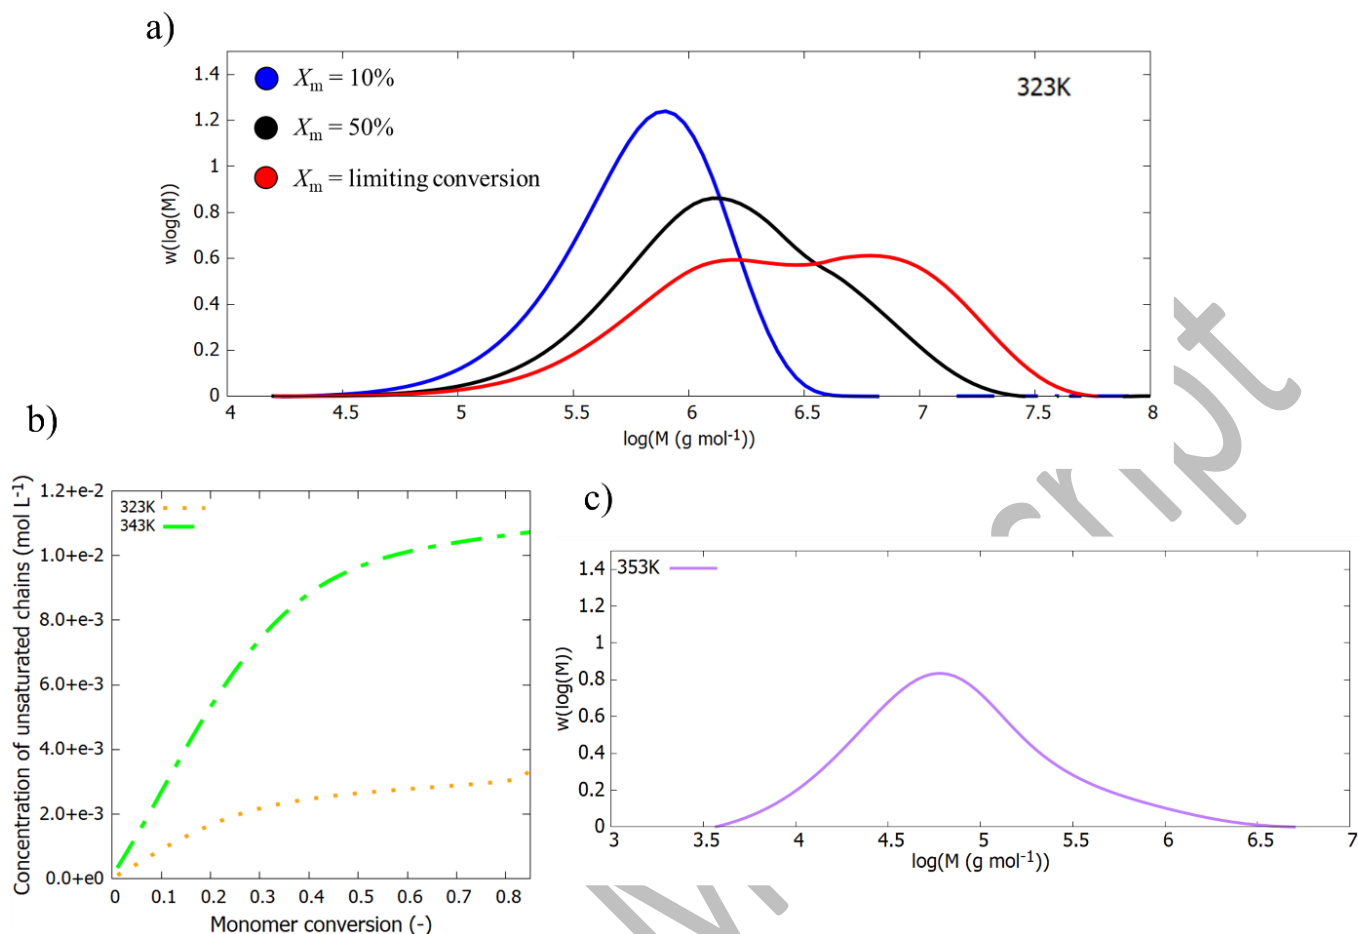 a)
1.4
1.2
1
0.8
0.6
0.4
0.2
0
w(log(M))
Xm = 10%
Xm = 50%
Xm = limiting conversion
323K
4 4.5 5 5.5 6 6.5 7 7.5 8
log(M (g mol-1))
b)
1.2+e-2
1.0+e-2
8.0+e-3
6.0+e-3
4.0+e-3
2.0+e-3
0.0+e0
Concentration of unsaturated chains (mol L-1)
323K
343K
0 0.1 0.2 0.3 0.4 0.5 0.6 0.7 0.8
Monomer conversion (-)
c)
1.4
1.2
1
0.8
0.6
0.4
0.2
0
w(log(M))
353K
3 3.5 4 4.5 5 5.5 6 6.5 7
log(M (g mol-1))